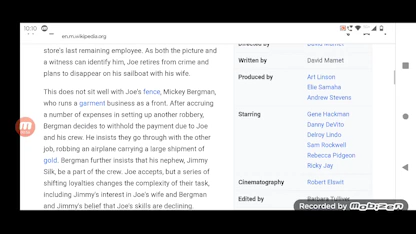 10:10
en.m.wikipedia.org
store's last remaining employee. As both the picture and
a witness can identify him, Joe retires from crime and
plans to disappear on his sailboat with his wife.
This does not sit well with Joe's fence, Mickey Bergman,
who runs a garment business as a front. After accruing
a number of expenses in setting up another robbery,
Bergman decides to withhold the payment due to Joe
and his crew. He insists they go through with the other
job, robbing an airplane carrying a large shipment of
gold. Bergman further insists that his nephew, Jimmy
Silk, be a part of the crew. Joe accepts, but a series of
shifting loyalties changes the complexity of their task,
including Jimmy's interest in Joe's wife and Bergman
and Jimmy's belief that Joe's skills are declining.
Directed by David Mamet
Written by David Mamet
Produced by Art Linson
Elie Samaha
Andrew Stevens
Starring Gene Hackman
Danny DeVito
Delroy Lindo
Sam Rockwell
Rebecca Pidgeon
Ricky Jay
Cinematography Robert Elswit
Edited by Barbara Tulliver
Recorded by Mobizen